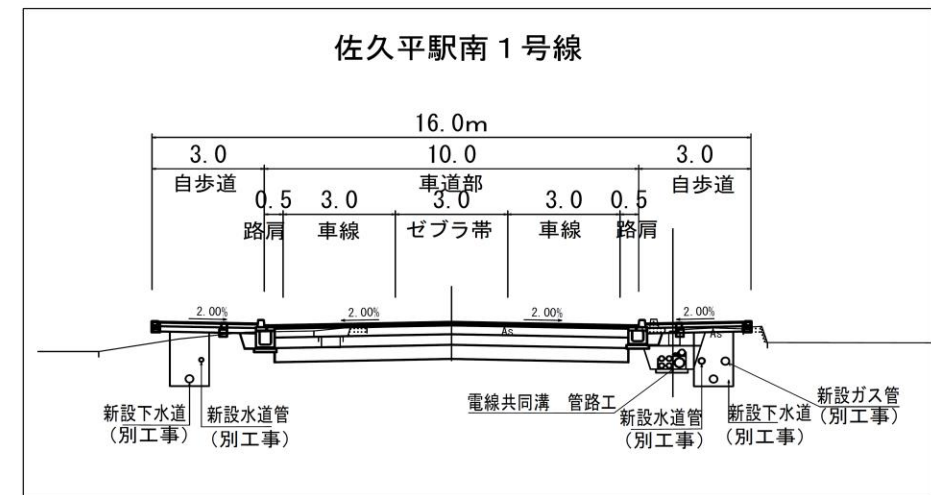 佐久平駅南1号線
16.0m
3.0 10.0 3.0
自歩道 車道部 自歩道
0.5 3.0 3.0 3.0 0.5
路肩 車線 ゼブラ帯 車線 路肩
2.00% 2.00% 2.00% 2.00%
As As
新設下水道
(別工事)
新設水道管
(別工事)
電線共同溝 管路工
新設水道管
(別工事)
新設下水道
(別工事)
新設ガス管
(別工事)